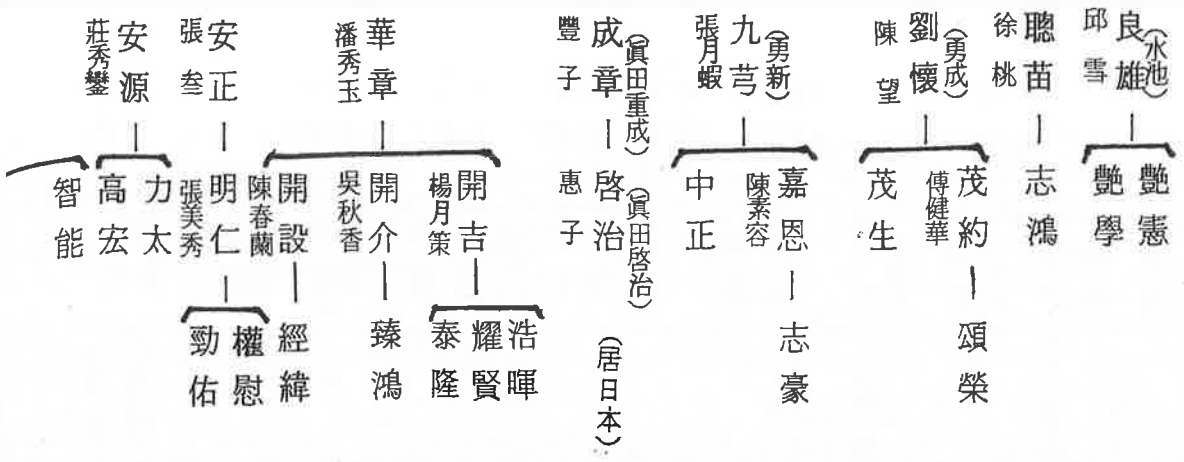 良雄
(水池)
邱雪
聰苗
徐桃
劉懷
(勇成)
陳望
九芎
(勇新)
張月蝦
成章
(眞田重成)
豐子
華章
潘秀玉
安正
張叁
安源
莊秀鑾
艷憲
艷學
志鴻
茂約
傅健華
茂生
嘉恩
陳素容
中正
啓治
(眞田啓治)
惠子
開吉
楊月策
開介
吳秋香
開設
陳春蘭
明仁
張美秀
力太
高宏
智能
頌榮
志豪
(居日本)
浩暉
耀賢
泰隆
臻鴻
經緯
權慰
勁佑